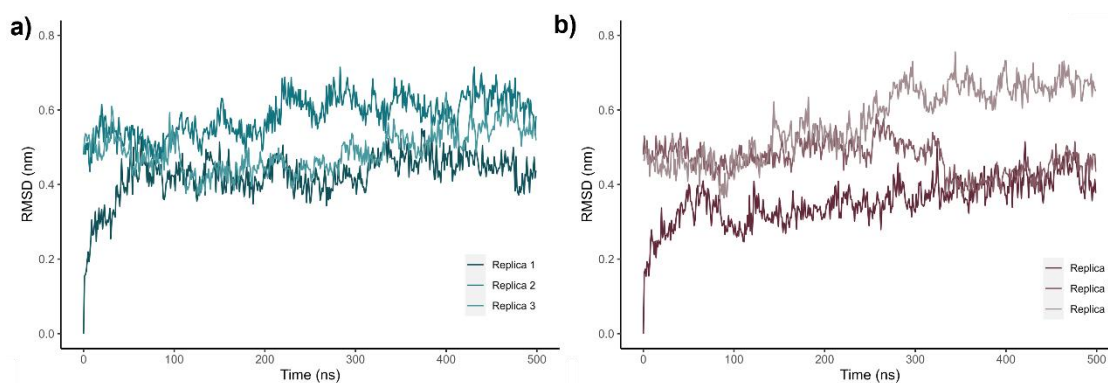 a)
RMSD (nm)
0.8
0.6
0.4
0.2
0.0
0
100
200
300
400
500
Time (ns)
Replica 1
Replica 2
Replica 3
b)
RMSD (nm)
0.8
0.6
0.4
0.2
0.0
0
100
200
300
400
500
Time (ns)
Replica
Replica
Replica